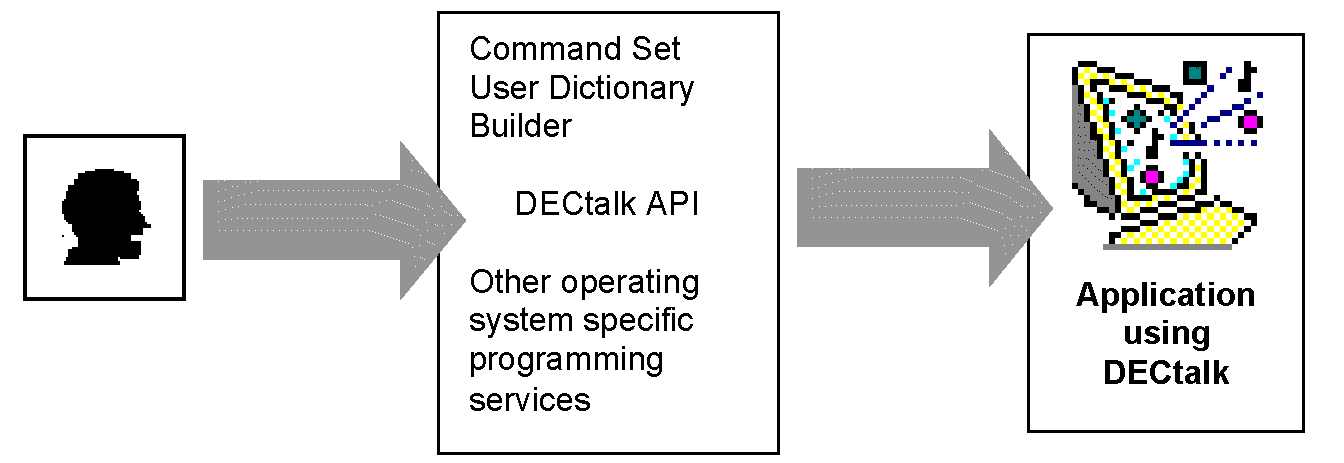 Command Set
User Dictionary
Builder
DECtalk API
Other operating
system specific
programming
services
Application
using
DECtalk